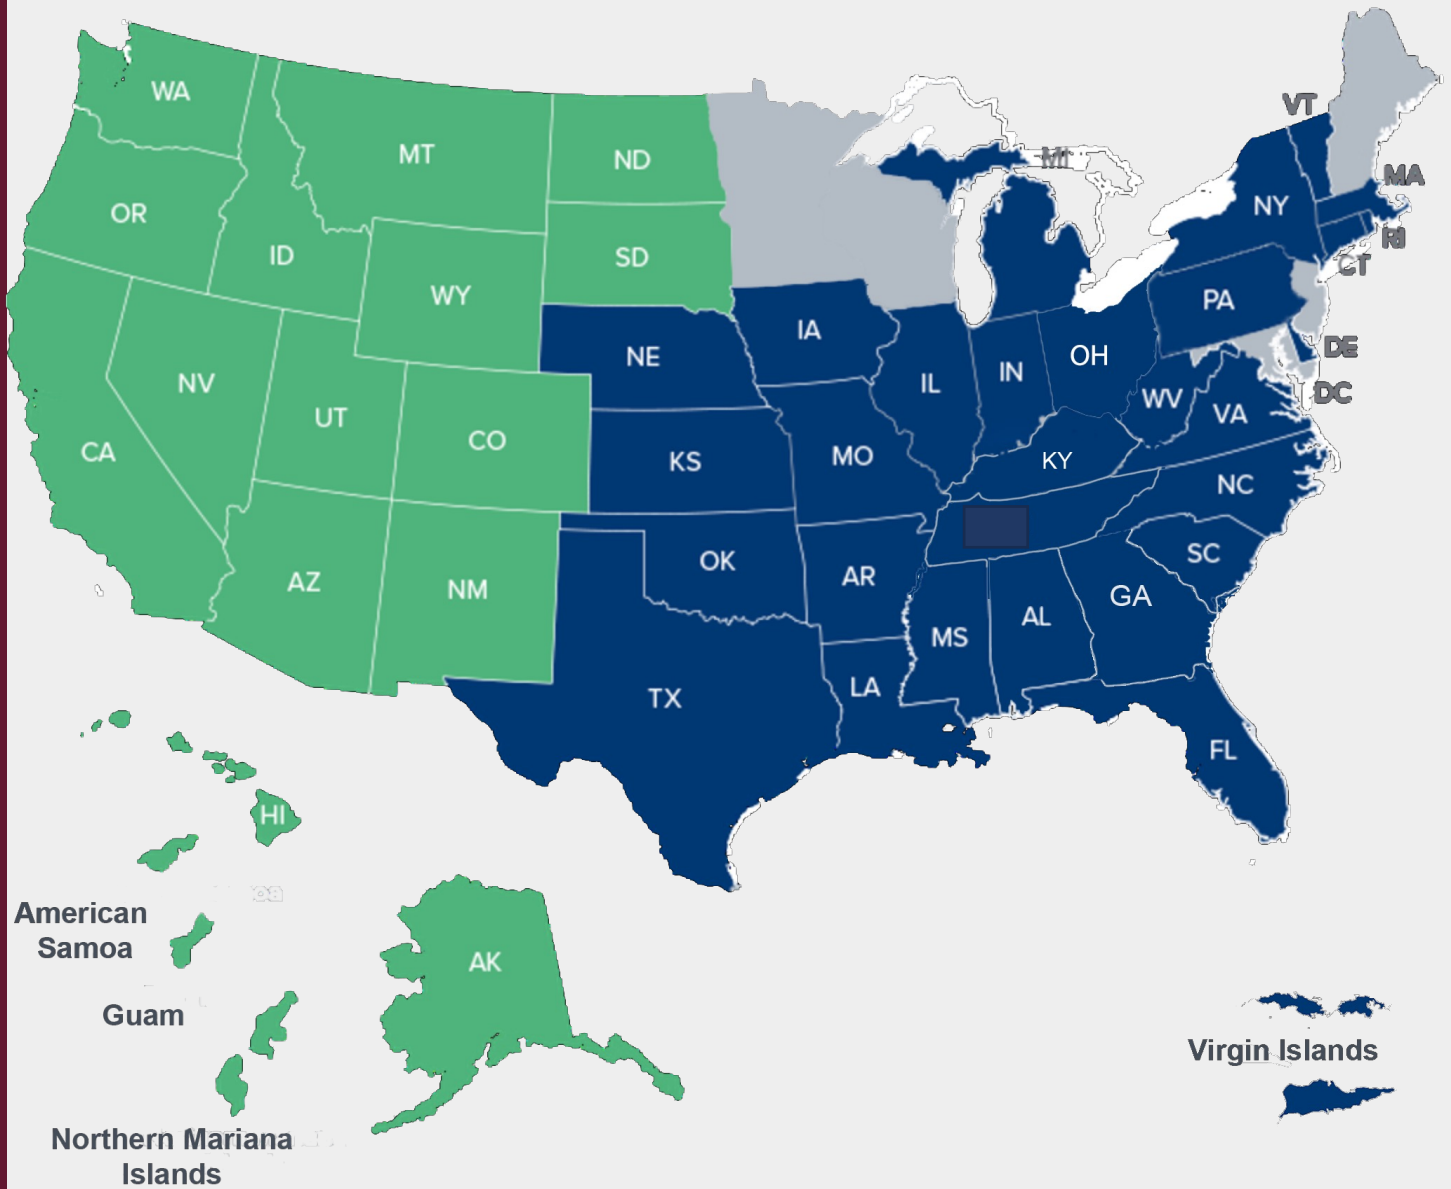 WA
VT
MT
ND
MI
MA
OR
NY
RI
ID
SD
CT
WY
PA
IA
NE
OH
DE
NV
IL
IN
DC
UT
WV
VA
CO
CA
KS
MO
KY
NC
OK
SC
AZ
NM
AR
GA
MS
AL
LA
TX
FL
HI
American
Samoa
AK
Guam
Virgin Islands
Northern Mariana
Islands